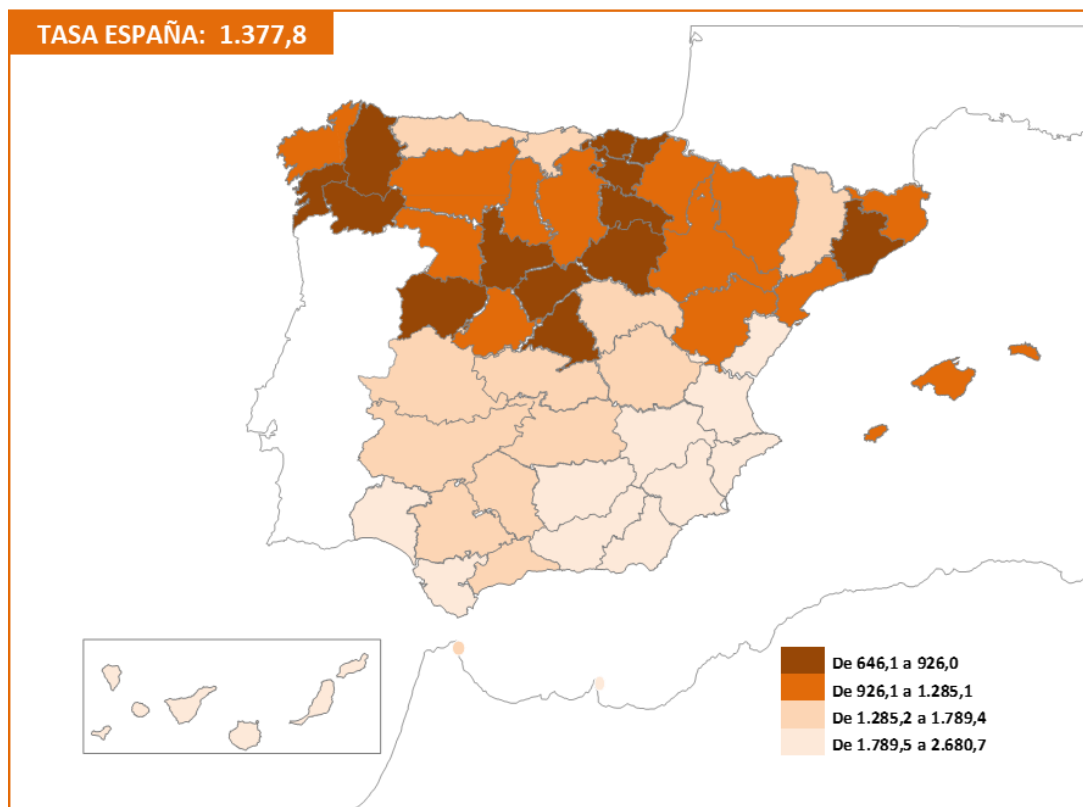 TASA ESPAÑA: 1.377,8
De 646,1 a 926,0
De 926,1 a 1.285,1
De 1.285,2 a 1.789,4
De 1.789,5 a 2.680,7